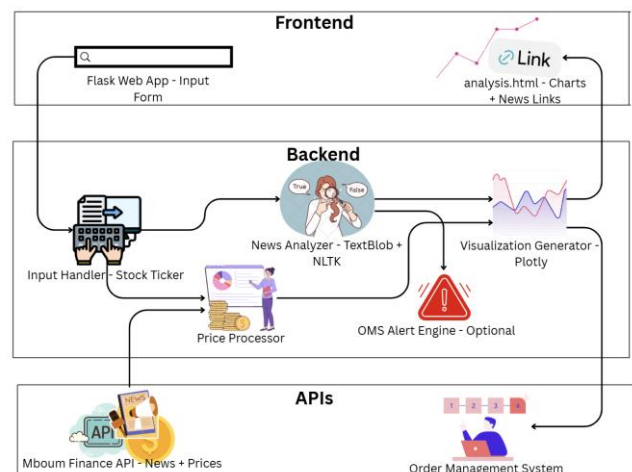 Frontend
Flask Web App - Input
Form
Link
analysis.html - Charts
+ News Links
Backend
True
False
Input Handler - Stock Ticker
News Analyzer - TextBlob +
NLTK
Visualization Generator -
Plotly
Price Processor
OMS Alert Engine - Optional
APIs
NEWS
API
Mboum Finance API - News + Prices
1 2 3 4
Order Management System